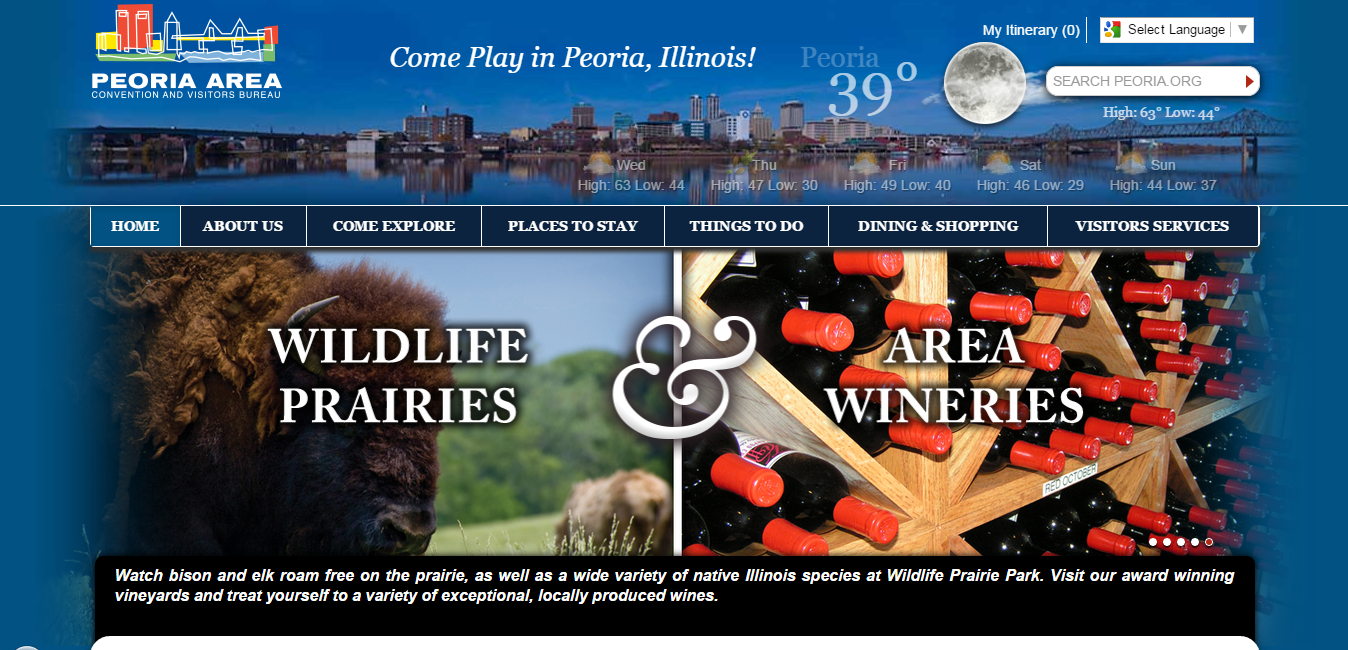 My Itinerary (0)
Select Language ▼
PEORIA AREA
CONVENTION AND VISITORS BUREAU
Come Play in Peoria, Illinois!
Peoria
39°
SEARCH PEORIA.ORG
High: 63° Low: 44°
Wed
High: 63 Low: 44
Thu
High: 47 Low: 30
Fri
High: 49 Low: 40
Sat
High: 46 Low: 29
Sun
High: 44 Low: 37
HOME
ABOUT US
COME EXPLORE
PLACES TO STAY
THINGS TO DO
DINING & SHOPPING
VISITORS SERVICES
WILDLIFE
PRAIRIES
&
AREA
WINERIES
RED OCTOBER
Watch bison and elk roam free on the prairie, as well as a wide variety of native Illinois species at Wildlife Prairie Park. Visit our award winning
vineyards and treat yourself to a variety of exceptional, locally produced wines.